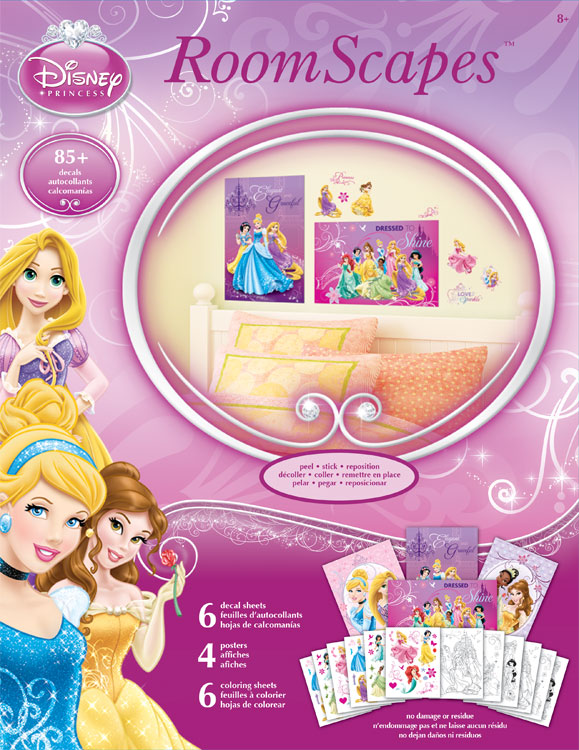 8+
Disney
PRINCESS
RoomScapes™
85+
decals
autocollants
calcomanías
Elegant
Graceful
DRESSED TO
Shine
LOVE
peel • stick • reposition
décoller • coller • remettre en place
pelar • pegar • reposicionar
Elegant
Graceful
DRESSED TO
Shine
6 decal sheets
feuilles d'autocollants
hojas de calcomanías
4 posters
affiches
afiches
6 coloring sheets
feuilles à colorier
hojas de colorear
no damage or residue
n'endommage pas et ne laisse aucun résidu
no dejan daños ni residuos